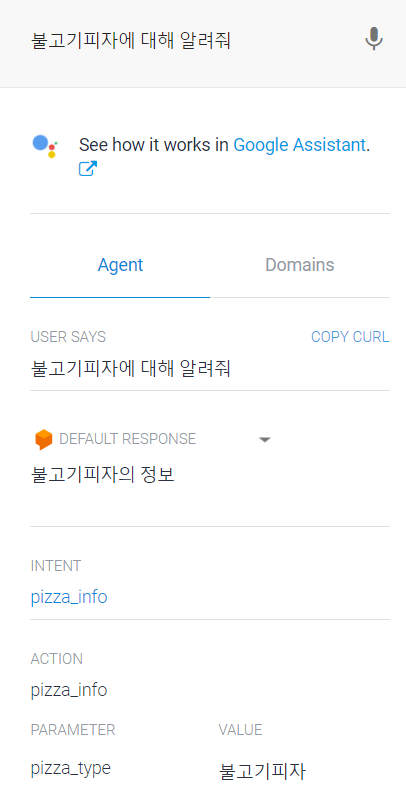 불고기피자에 대해 알려줘
See how it works in Google Assistant.
Agent Domains
USER SAYS COPY CURL
불고기피자에 대해 알려줘
DEFAULT RESPONSE
불고기피자의 정보
INTENT
pizza_info
ACTION
pizza_info
PARAMETER VALUE
pizza_type 불고기피자